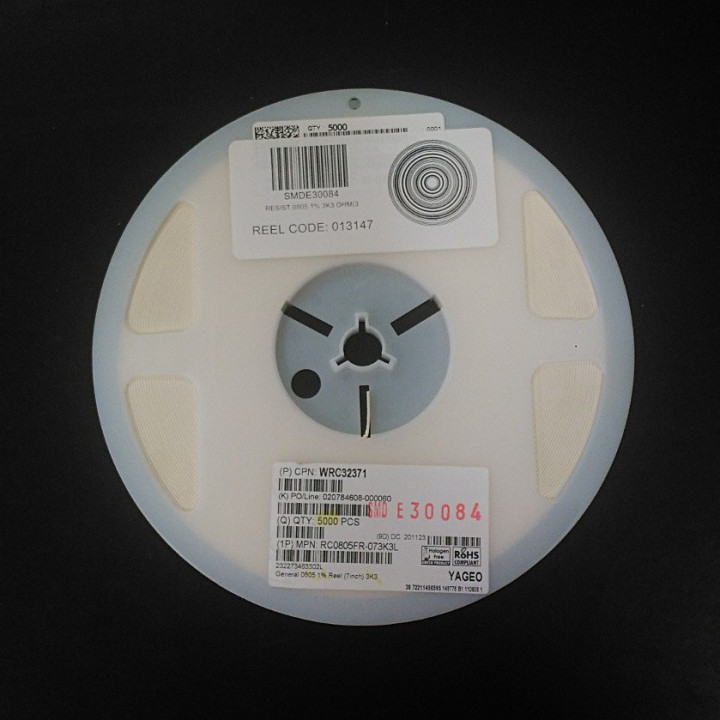 QTY 5000
0001
SMDE30084
RESIST 0805 1% 3K3 OHM/3
REEL CODE: 013147
(P) CPN: WRC32371
(K) PO/Line: 020784608-000060
SMD E30084
(Q) QTY: 5000 PCS
(9D) DC: 201123
(1P) MPN: RC0805FR-073K3L
Halogen Free
RoHS
COMPLIANT
232273463302L
YAGEO
General 0805 1% Reel (7inch) 3K3